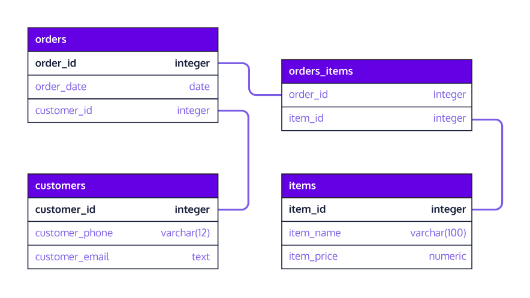 orders
order_id integer
order_date date
customer_id integer
orders_items
order_id integer
item_id integer
customers
customer_id integer
customer_phone varchar(12)
customer_email text
items
item_id integer
item_name varchar(100)
item_price numeric